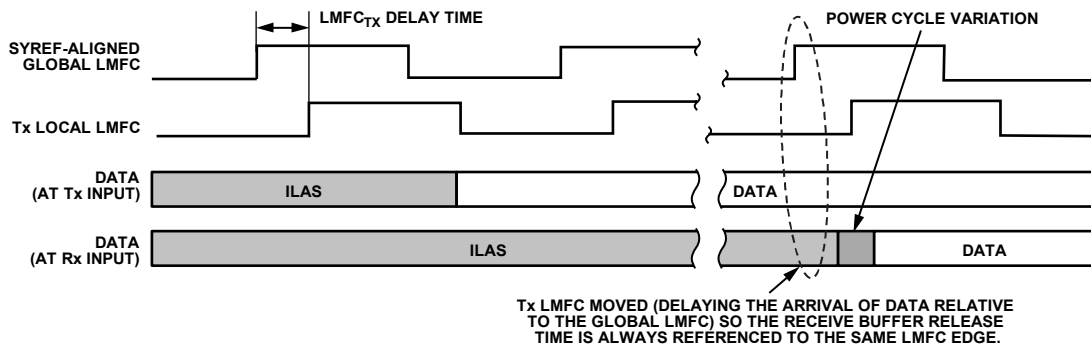 LMFCTX DELAY TIME
POWER CYCLE VARIATION
SYREF-ALIGNED
GLOBAL LMFC
Tx LOCAL LMFC
DATA
(AT Tx INPUT)
ILAS
DATA
DATA
(AT Rx INPUT)
ILAS
DATA
Tx LMFC MOVED (DELAYING THE ARRIVAL OF DATA RELATIVE
TO THE GLOBAL LMFC) SO THE RECEIVE BUFFER RELEASE
TIME IS ALWAYS REFERENCED TO THE SAME LMFC EDGE.